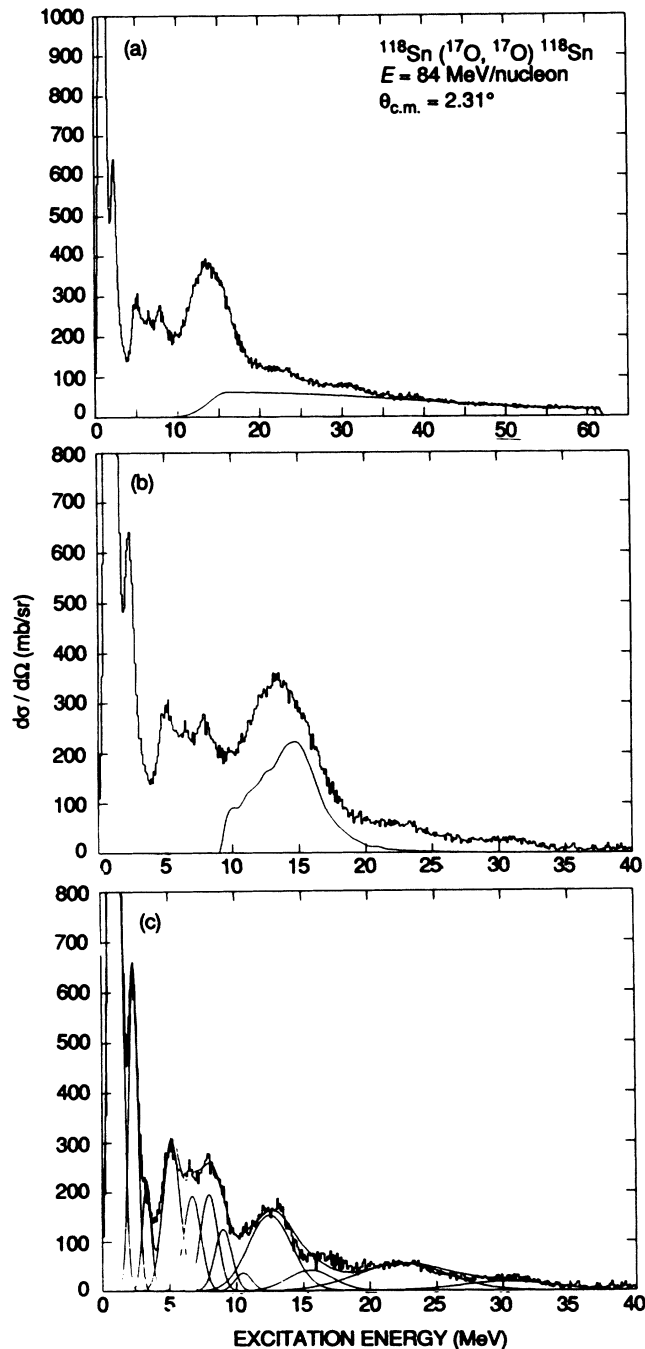 1000
900
800
700
600
500
400
300
200
100
0
(a)
¹¹⁸Sn (¹⁷O, ¹⁷O) ¹¹⁸Sn
E = 84 MeV/nucleon
θc.m. = 2.31°
0 10 20 30 40 50 60
800
700
600
500
400
300
200
100
0
(b)
dσ / dΩ (mb/sr)
0 5 10 15 20 25 30 35 40
800
700
600
500
400
300
200
100
0
(c)
0 5 10 15 20 25 30 35 40
EXCITATION ENERGY (MeV)